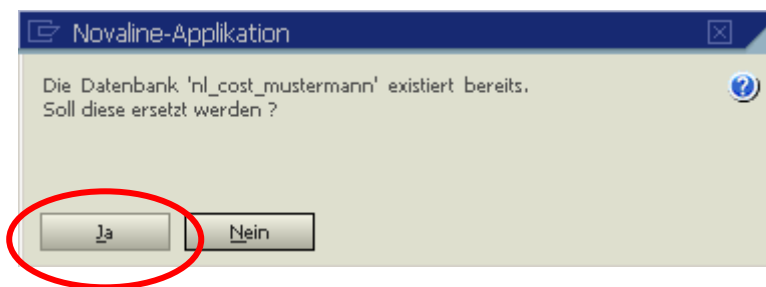 Novaline-Applikation
Die Datenbank 'nl_cost_mustermann' existiert bereits.
Soll diese ersetzt werden ?
Ja
Nein